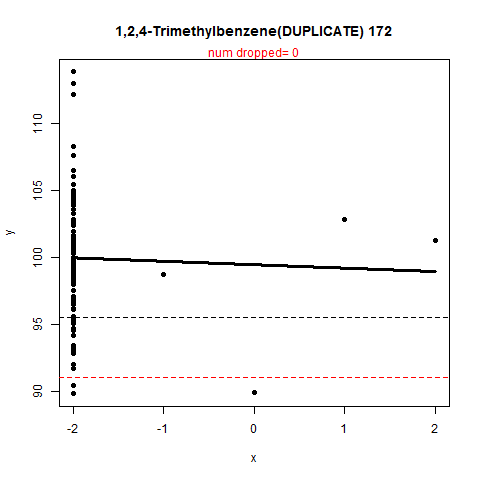 1,2,4-Trimethylbenzene(DUPLICATE) 172
num dropped= 0
110
105
100
95
90
y
-2 -1 0 1 2
x